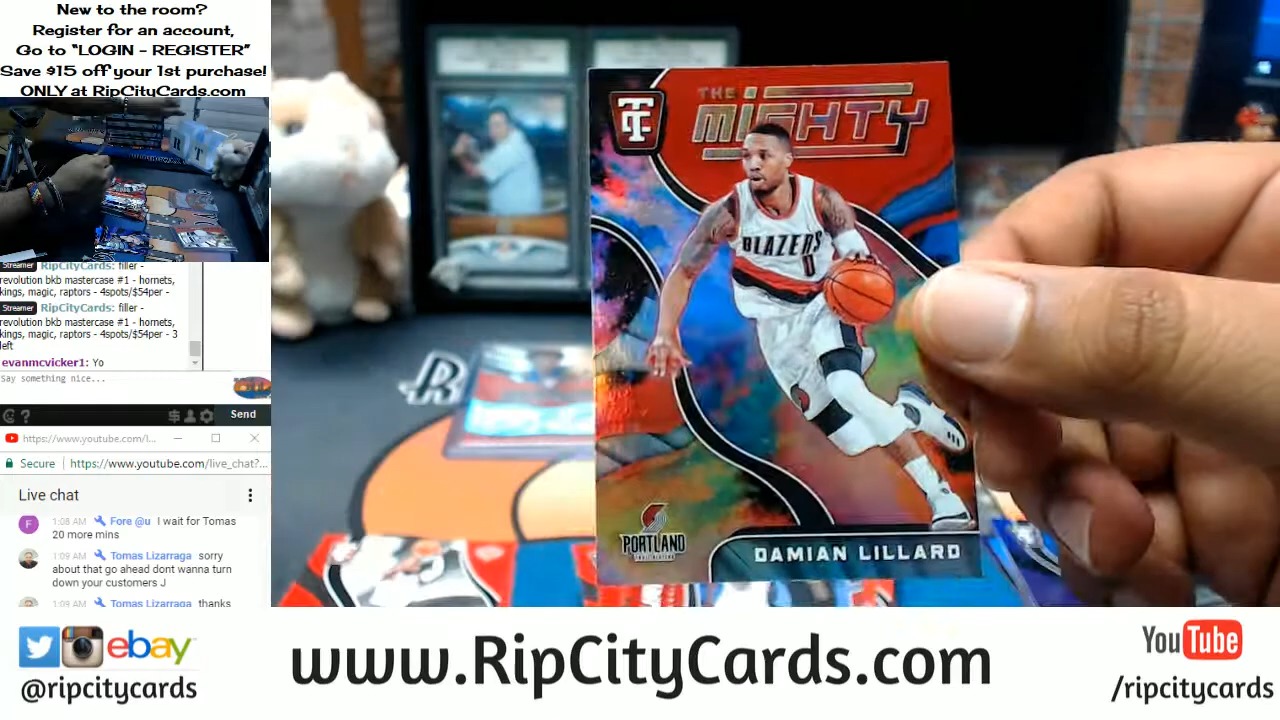 New to the room?
Register for an account,
Go to “LOGIN - REGISTER”
Save $15 off your 1st purchase!
ONLY at RipCityCards.com
Streamer RipCityCards: filler -
revolution bkb mastercase #1 - hornets,
kings, magic, raptors - 4spots/$54per -
Streamer RipCityCards: filler -
revolution bkb mastercase #1 - hornets,
kings, magic, raptors - 4spots/$54per - 3
left
evanmcvicker1: Yo
Say something nice...
Send
https://www.youtube.com/l...
Secure https://www.youtube.com/live_chat?...
Live chat
F 1:08 AM Fore @u I wait for Tomas
20 more mins
1:09 AM Tomas Lizarraga sorry
about that go ahead dont wanna turn
down your customers J
1:09 AM Tomas Lizarraga thanks
THE
MIGHTY
BLAZERS
0
PORTLAND
TRAIL BLAZERS
DAMIAN LILLARD
ebay
@ripcitycards
www.RipCityCards.com
YouTube
/ripcitycards